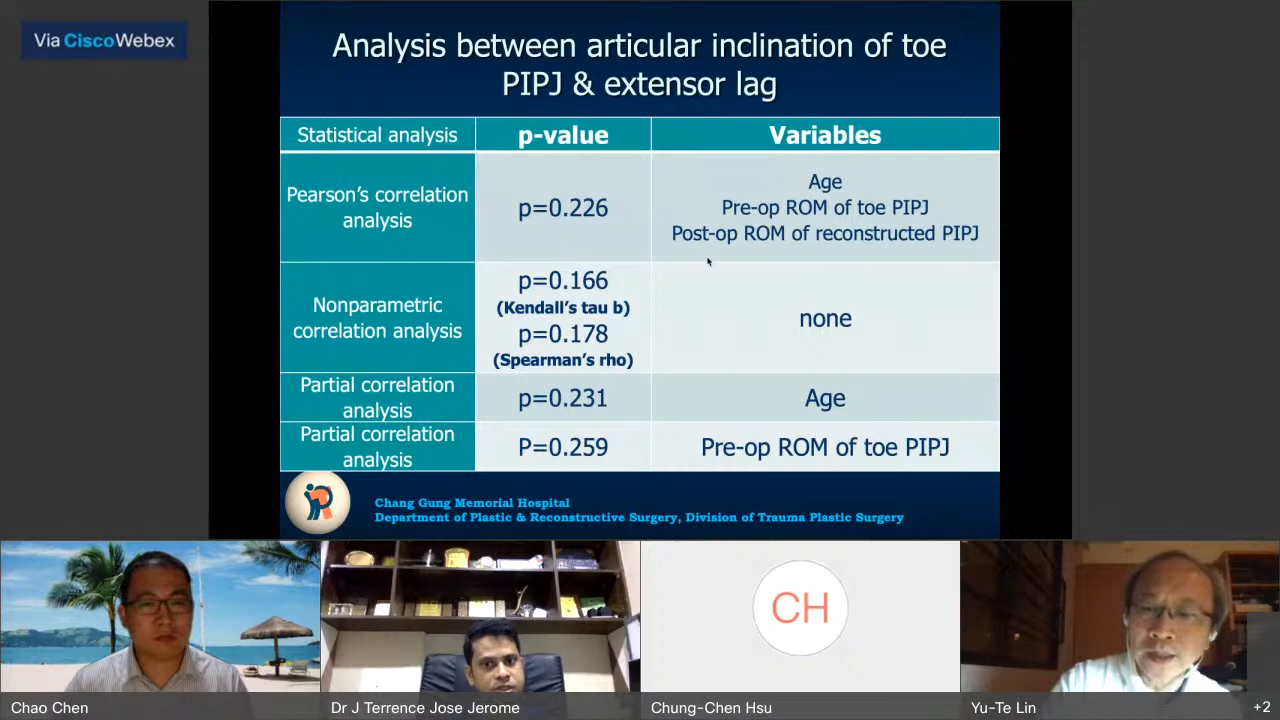 Via Cisco Webex
Analysis between articular inclination of toe
PIPJ & extensor lag
Statistical analysis
p-value
Variables
Pearson's correlation
analysis
p=0.226
Age
Pre-op ROM of toe PIPJ
Post-op ROM of reconstructed PIPJ
Nonparametric
correlation analysis
p=0.166
(Kendall's tau b)
p=0.178
(Spearman's rho)
none
Partial correlation
analysis
p=0.231
Age
Partial correlation
analysis
P=0.259
Pre-op ROM of toe PIPJ
Chang Gung Memorial Hospital
Department of Plastic & Reconstructive Surgery, Division of Trauma Plastic Surgery
CH
Chao Chen
Dr J Terrence Jose Jerome
Chung-Chen Hsu
Yu-Te Lin
+2